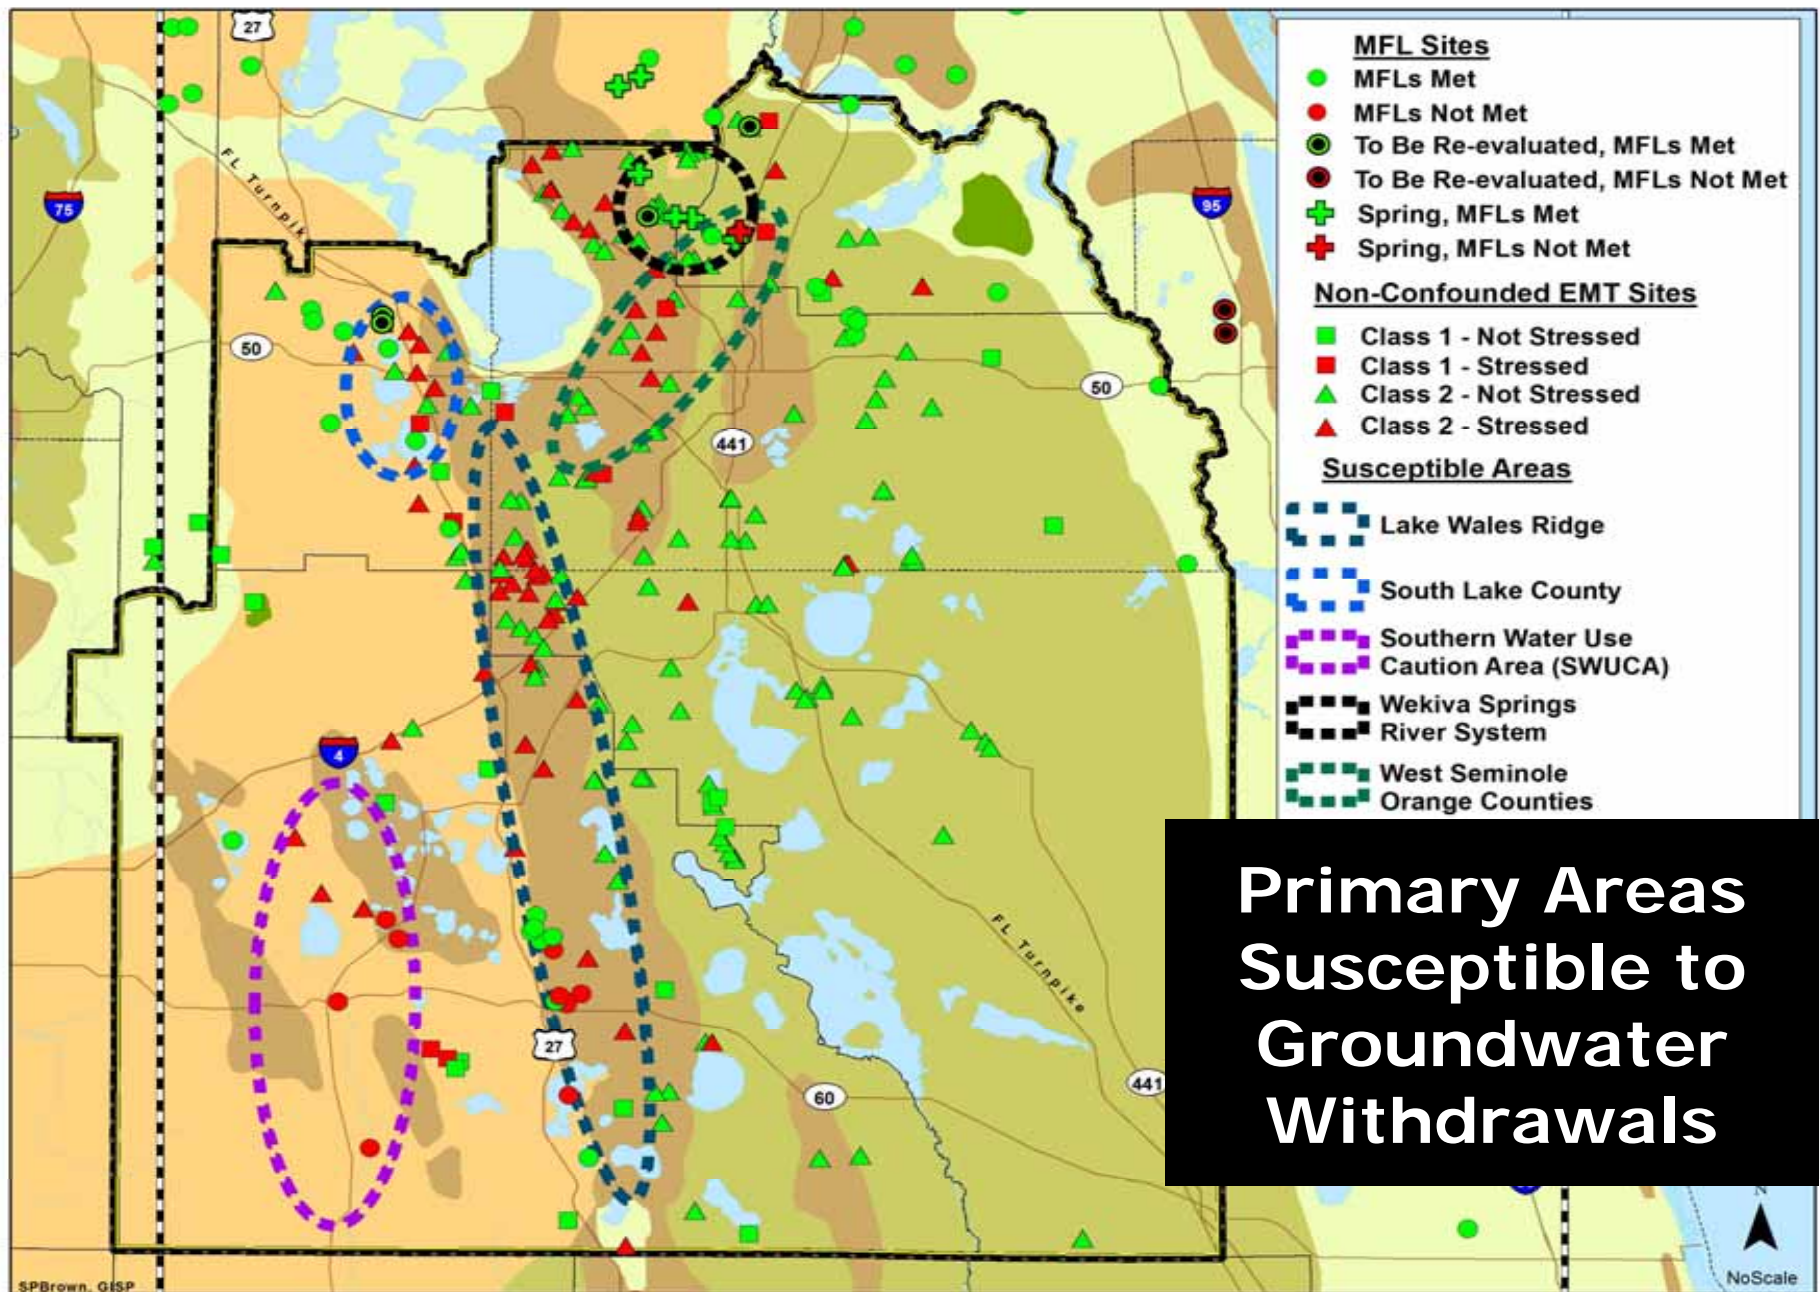 27
FL Turnpike
75
95
50
50
441
4
FL Turnpike
27
60
441
MFL Sites
MFLs Met
MFLs Not Met
To Be Re-evaluated, MFLs Met
To Be Re-evaluated, MFLs Not Met
Spring, MFLs Met
Spring, MFLs Not Met
Non-Confounded EMT Sites
Class 1 - Not Stressed
Class 1 - Stressed
Class 2 - Not Stressed
Class 2 - Stressed
Susceptible Areas
Lake Wales Ridge
South Lake County
Southern Water Use
Caution Area (SWUCA)
Wekiva Springs
River System
West Seminole
Orange Counties
Primary Areas
Susceptible to
Groundwater
Withdrawals
N
NoScale
SPBrown, GISP